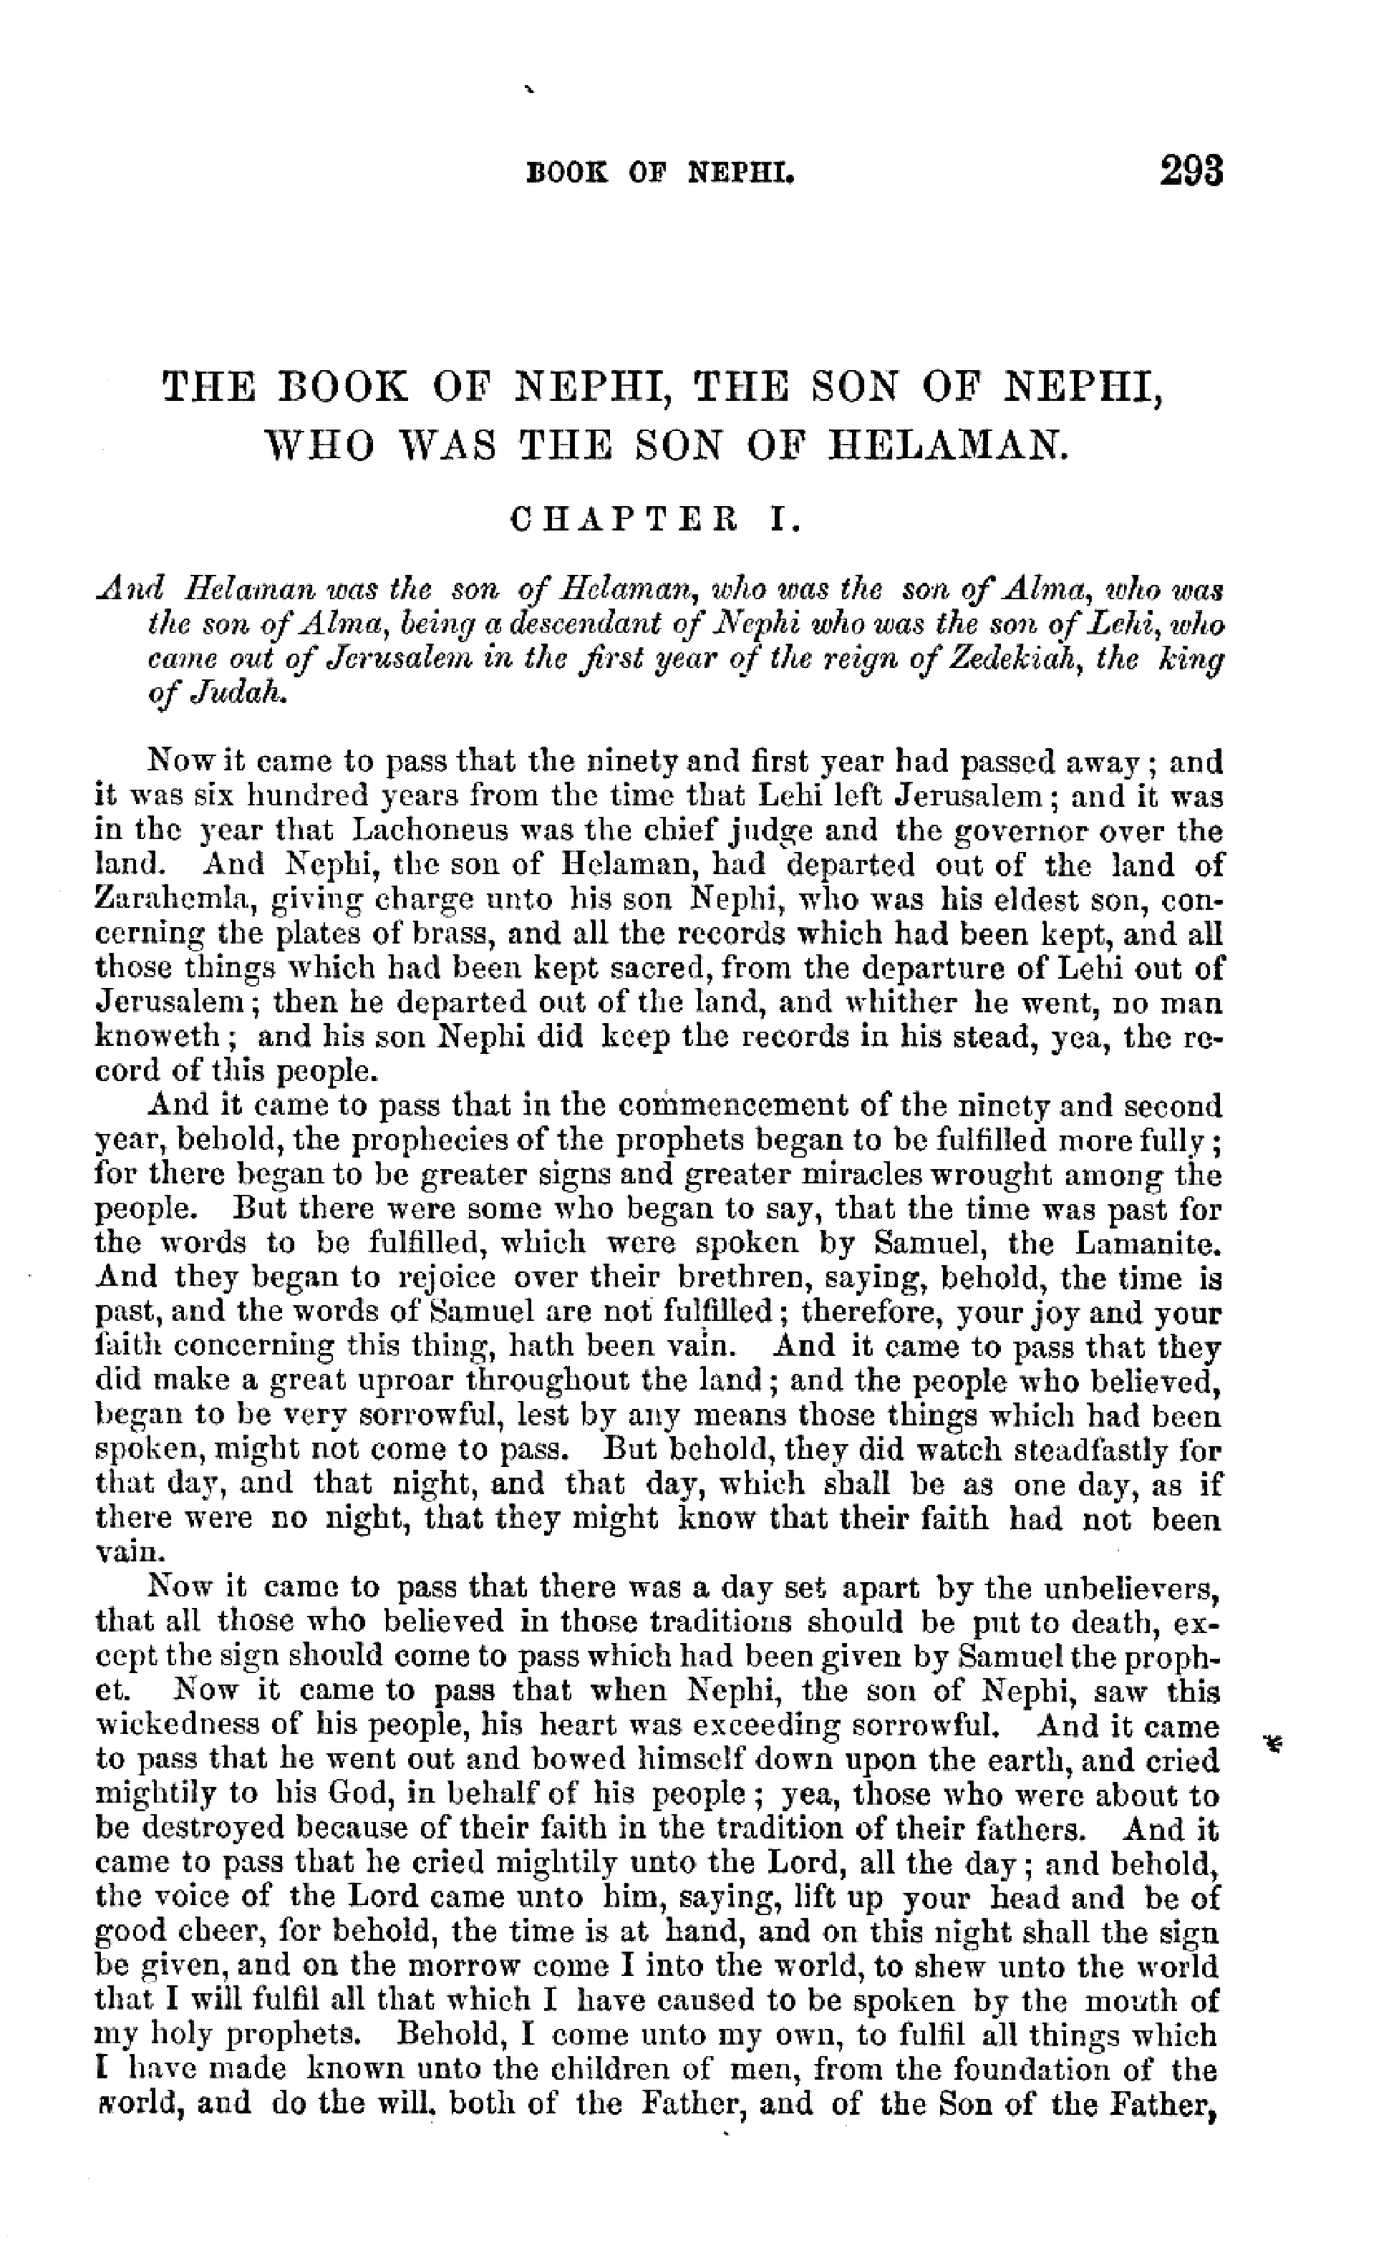 BOOK OF NEPHI. 293
THE BOOK OF NEPHI, THE SON OF NEPHI,
WHO WAS THE SON OF HELAMAN.
CHAPTER I.
And Helaman was the son of Helaman, who was the son of Alma, who was
the son of Alma, being a descendant of Nephi who was the son of Lehi, who
came out of Jerusalem in the first year of the reign of Zedekiah, the king
of Judah.
Now it came to pass that the ninety and first year had passed away; and
it was six hundred years from the time that Lehi left Jerusalem; and it was
in the year that Lachoneus was the chief judge and the governor over the
land. And Nephi, the son of Helaman, had departed out of the land of
Zarahemla, giving charge unto his son Nephi, who was his eldest son, con-
cerning the plates of brass, and all the records which had been kept, and all
those things which had been kept sacred, from the departure of Lehi out of
Jerusalem; then he departed out of the land, and whither he went, no man
knoweth; and his son Nephi did keep the records in his stead, yea, the re-
cord of this people.
And it came to pass that in the commencement of the ninety and second
year, behold, the prophecies of the prophets began to be fulfilled more fully;
for there began to be greater signs and greater miracles wrought among the
people. But there were some who began to say, that the time was past for
the words to be fulfilled, which were spoken by Samuel, the Lamanite.
And they began to rejoice over their brethren, saying, behold, the time is
past, and the words of Samuel are not fulfilled; therefore, your joy and your
faith concerning this thing, hath been vain. And it came to pass that they
did make a great uproar throughout the land; and the people who believed,
began to be very sorrowful, lest by any means those things which had been
spoken, might not come to pass. But behold, they did watch steadfastly for
that day, and that night, and that day, which shall be as one day, as if
there were no night, that they might know that their faith had not been
vain.
Now it came to pass that there was a day set apart by the unbelievers,
that all those who believed in those traditions should be put to death, ex-
cept the sign should come to pass which had been given by Samuel the proph-
et. Now it came to pass that when Nephi, the son of Nephi, saw this
wickedness of his people, his heart was exceeding sorrowful. And it came
to pass that he went out and bowed himself down upon the earth, and cried
mightily to his God, in behalf of his people; yea, those who were about to
be destroyed because of their faith in the tradition of their fathers. And it
came to pass that he cried mightily unto the Lord, all the day; and behold,
the voice of the Lord came unto him, saying, lift up your head and be of
good cheer, for behold, the time is at hand, and on this night shall the sign
be given, and on the morrow come I into the world, to shew unto the world
that I will fulfil all that which I have caused to be spoken by the mouth of
my holy prophets. Behold, I come unto my own, to fulfil all things which
I have made known unto the children of men, from the foundation of the
world, and do the will, both of the Father, and of the Son of the Father,